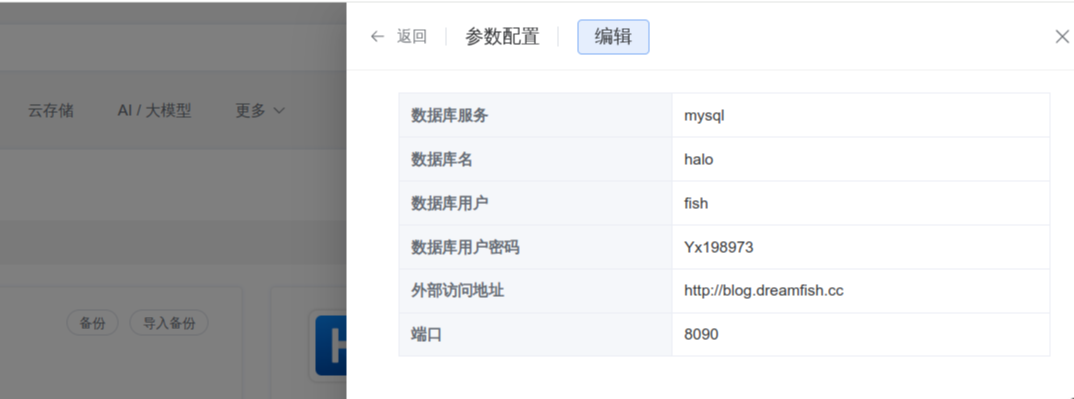 返回 参数配置 编辑
云存储 AI / 大模型 更多
数据库服务 mysql
数据库名 halo
数据库用户 fish
数据库用户密码 Yx198973
外部访问地址 http://blog.dreamfish.cc
端口 8090
备份 导入备份
H